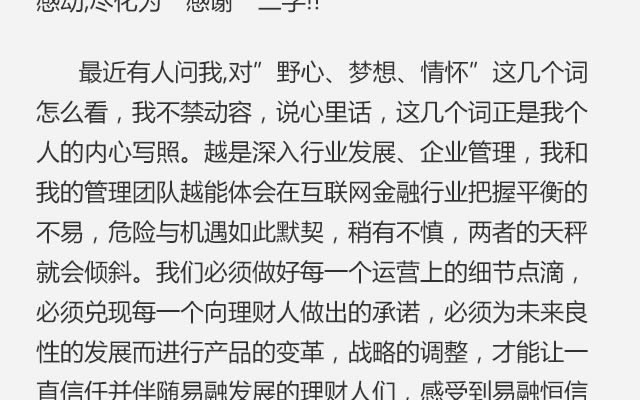 感动,尽化为“感谢”二字!!
最近有人问我,对”野心、梦想、情怀”这几个词
怎么看，我不禁动容，说心里话，这几个词正是我个
人的内心写照。越是深入行业发展、企业管理，我和
我的管理团队越能体会在互联网金融行业把握平衡的
不易，危险与机遇如此默契，稍有不慎，两者的天秤
就会倾斜。我们必须做好每一个运营上的细节点滴，
必须兑现每一个向理财人做出的承诺，必须为未来良
性的发展而进行产品的变革，战略的调整，才能让一
直信任并伴随易融发展的理财人们，感受到易融恒信